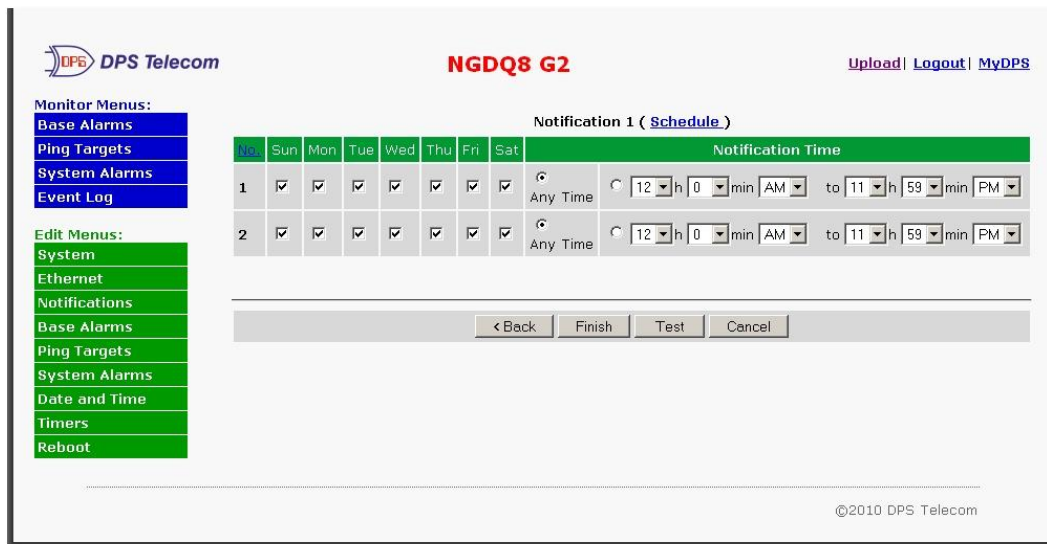 DPS DPS Telecom
NGDQ8 G2
Upload| Logout| MyDPS
Monitor Menus:
Base Alarms
Ping Targets
System Alarms
Event Log
Edit Menus:
System
Ethernet
Notifications
Base Alarms
Ping Targets
System Alarms
Date and Time
Timers
Reboot
Notification 1 ( Schedule )
No. Sun Mon Tue Wed Thu Fri Sat Notification Time
1 Any Time 12 h 0 min AM to 11 h 59 min PM
2 Any Time 12 h 0 min AM to 11 h 59 min PM
<Back Finish Test Cancel
©2010 DPS Telecom